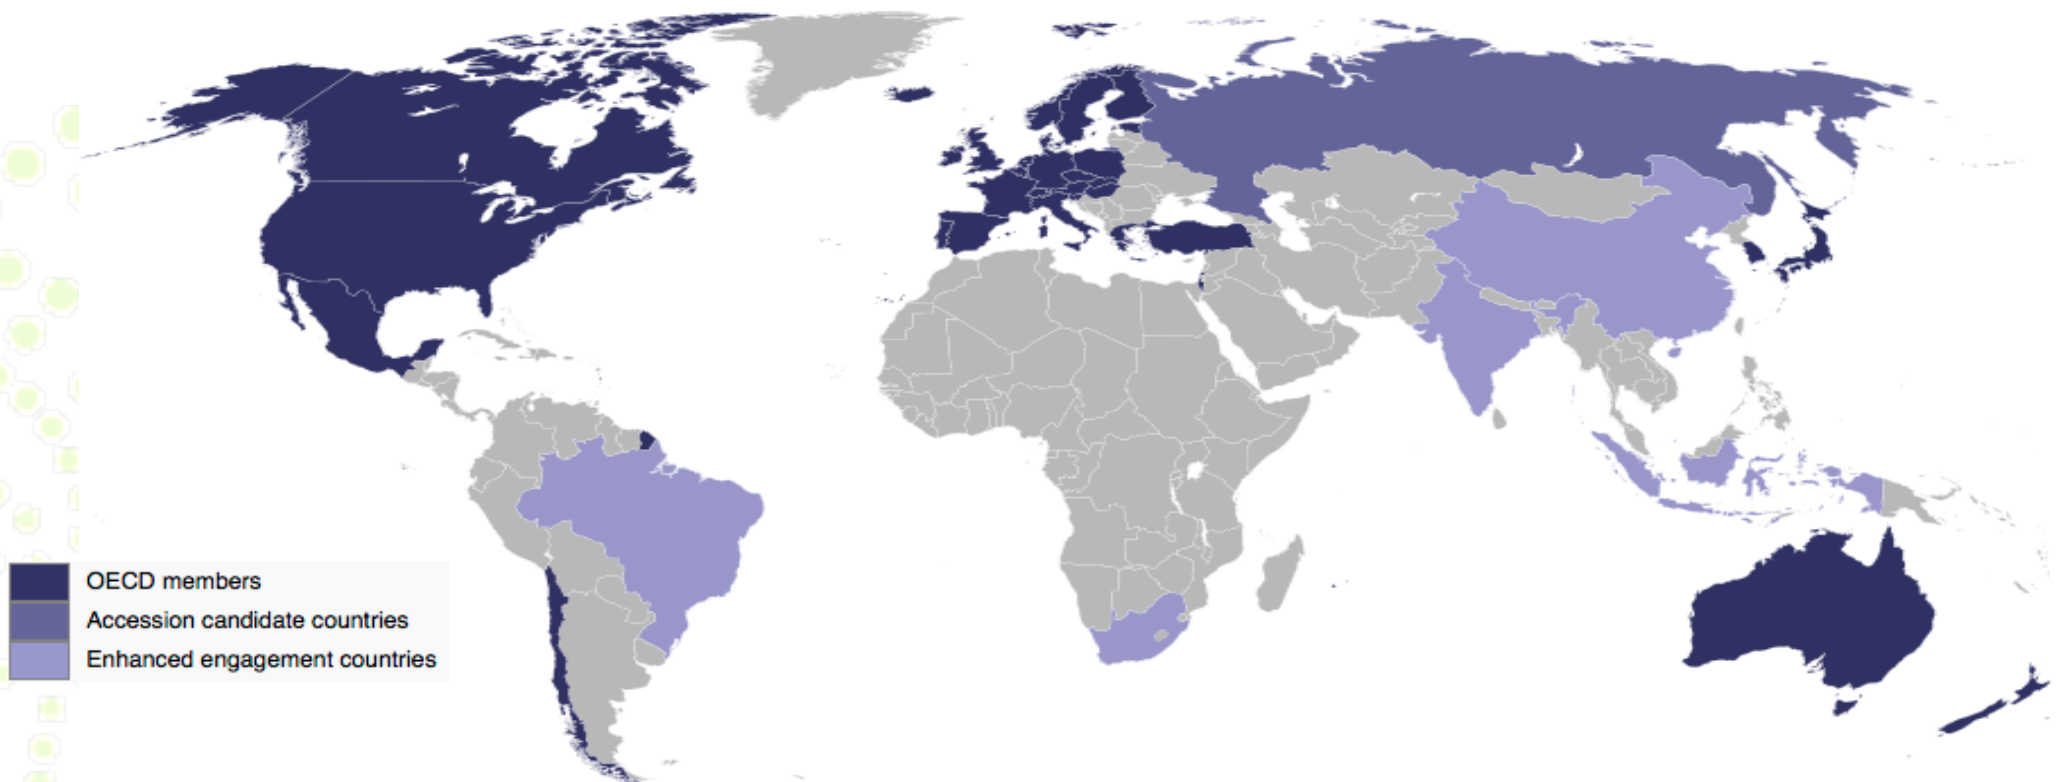 OECD members
Accession candidate countries
Enhanced engagement countries